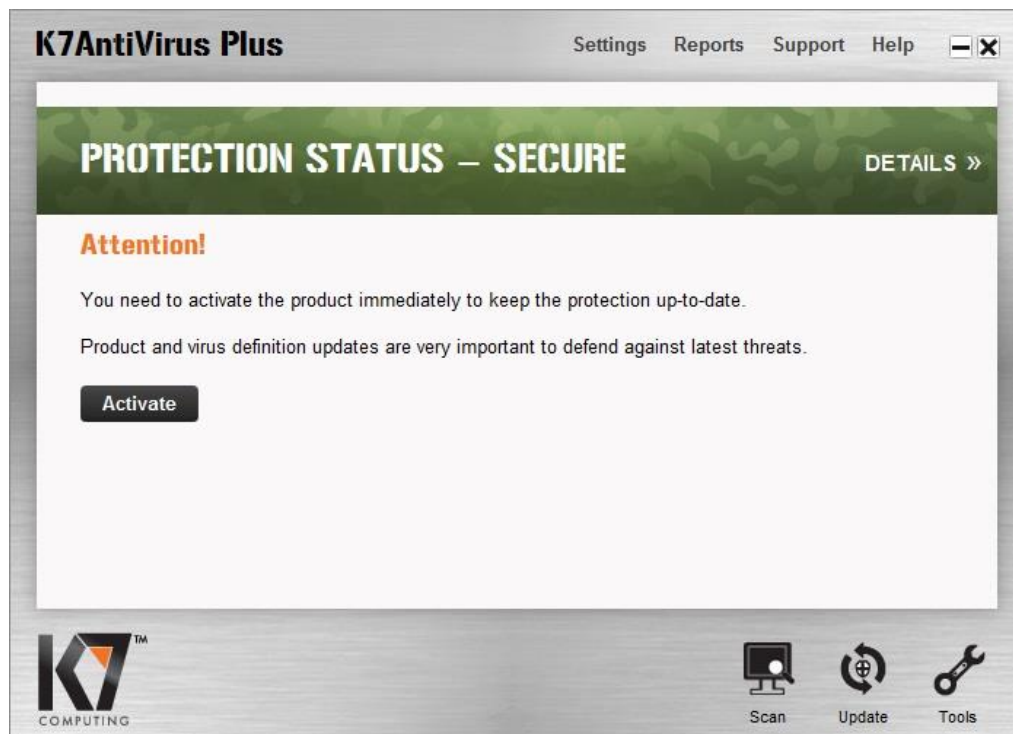 K7AntiVirus Plus
Settings Reports Support Help
PROTECTION STATUS – SECURE
DETAILS »
Attention!
You need to activate the product immediately to keep the protection up-to-date.
Product and virus definition updates are very important to defend against latest threats.
Activate
K7 TM
COMPUTING
Scan Update Tools